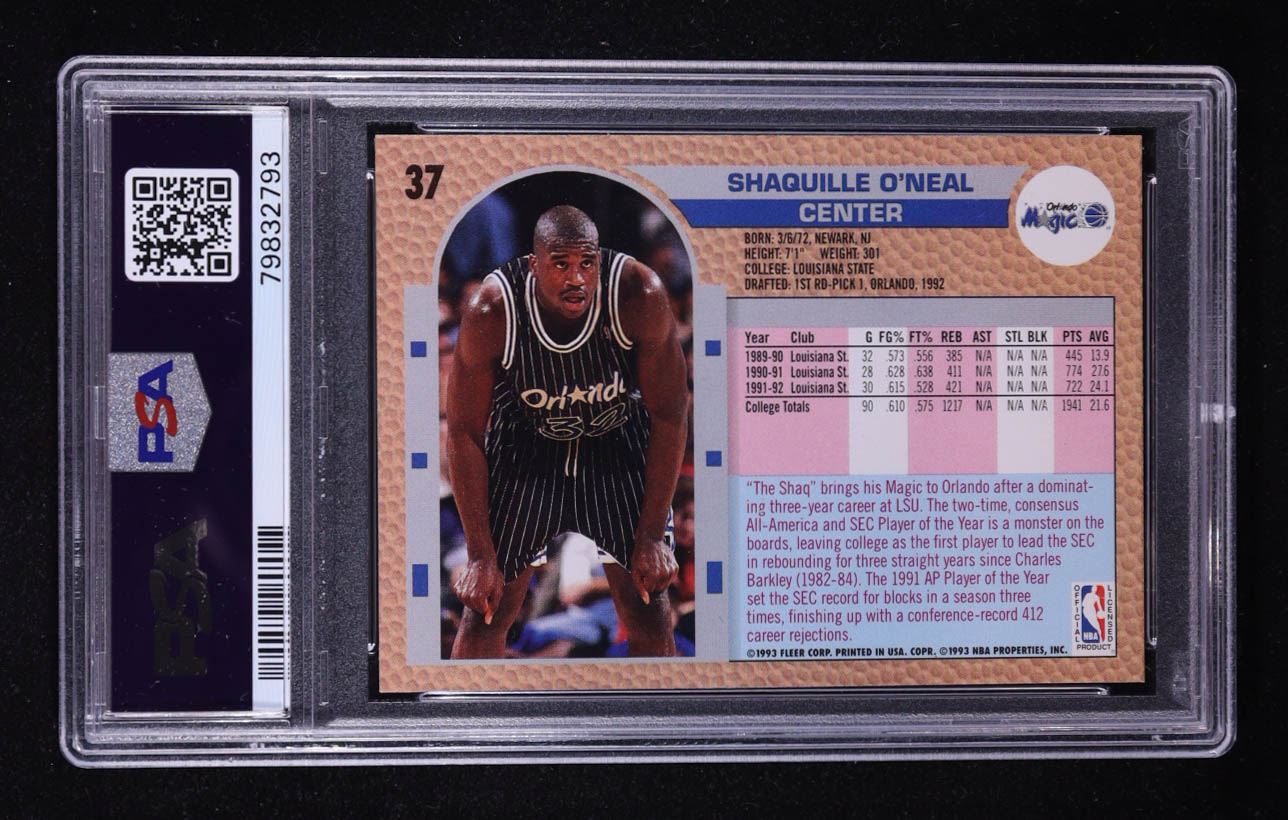 79832793
PSA
PSA
37
SHAQUILLE O'NEAL
CENTER
Orlando
Magic
BORN: 3/6/72, NEWARK, NJ
HEIGHT: 7'1" WEIGHT: 301
COLLEGE: LOUISIANA STATE
DRAFTED: 1ST RD-PICK 1, ORLANDO, 1992
Orlando
32
Year Club G FG% FT% REB AST STL BLK PTS AVG
1989-90 Louisiana St. 32 .573 .556 385 N/A N/A N/A 445 13.9
1990-91 Louisiana St. 28 .628 .638 411 N/A N/A N/A 774 27.6
1991-92 Louisiana St. 30 .615 .528 421 N/A N/A N/A 722 24.1
College Totals 90 .610 .575 1217 N/A N/A N/A 1941 21.6
"The Shaq" brings his Magic to Orlando after a dominat-
ing three-year career at LSU. The two-time, consensus
All-America and SEC Player of the Year is a monster on the
boards, leaving college as the first player to lead the SEC
in rebounding for three straight years since Charles
Barkley (1982-84). The 1991 AP Player of the Year
set the SEC record for blocks in a season three
times, finishing up with a conference-record 412
career rejections.
OFFICIAL
LICENSED
NBA
PRODUCT
©1993 FLEER CORP. PRINTED IN USA. COPR. ©1993 NBA PROPERTIES, INC.